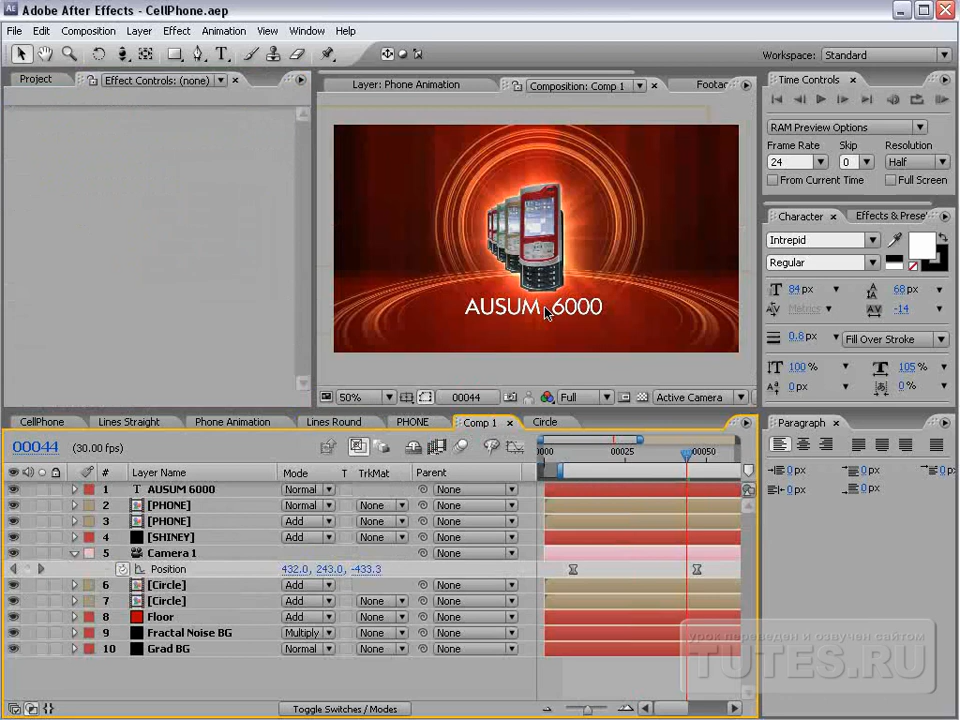 Adobe After Effects - CellPhone.aep
File Edit Composition Layer Effect Animation View Window Help
Workspace: Standard
Project
Effect Controls: (none)
Layer: Phone Animation
Composition: Comp 1
Footag
Time Controls
RAM Preview Options
Frame Rate Skip Resolution
24 0 Half
From Current Time Full Screen
Character Effects & Prese
Intrepid
Regular
84 px 68 px
Metrics -14
0.8 px Fill Over Stroke
100 % 105 %
0 px 0 %
AUSUM 6000
50% 00044 Full Active Camera
CellPhone Lines Straight Phone Animation Lines Round PHONE Comp 1 Circle
Paragraph
0 px 0 px 0 px
0 px 0 px
00044 (30.00 fps)
0000 00025 00050
# Layer Name Mode T TrkMat Parent
1 T AUSUM 6000 Normal None
2 [PHONE] Normal None None
3 [PHONE] Add None None
4 [SHINEY] Add None None
5 Camera 1 None
Position 432.0, 243.0, -433.3
6 [Circle] Add None
7 [Circle] Add None None
8 Floor Add None None
9 Fractal Noise BG Multiply None None
10 Grad BG Normal None None
Toggle Switches / Modes
урок переведен и озвучен сайтом
TUTES.RU